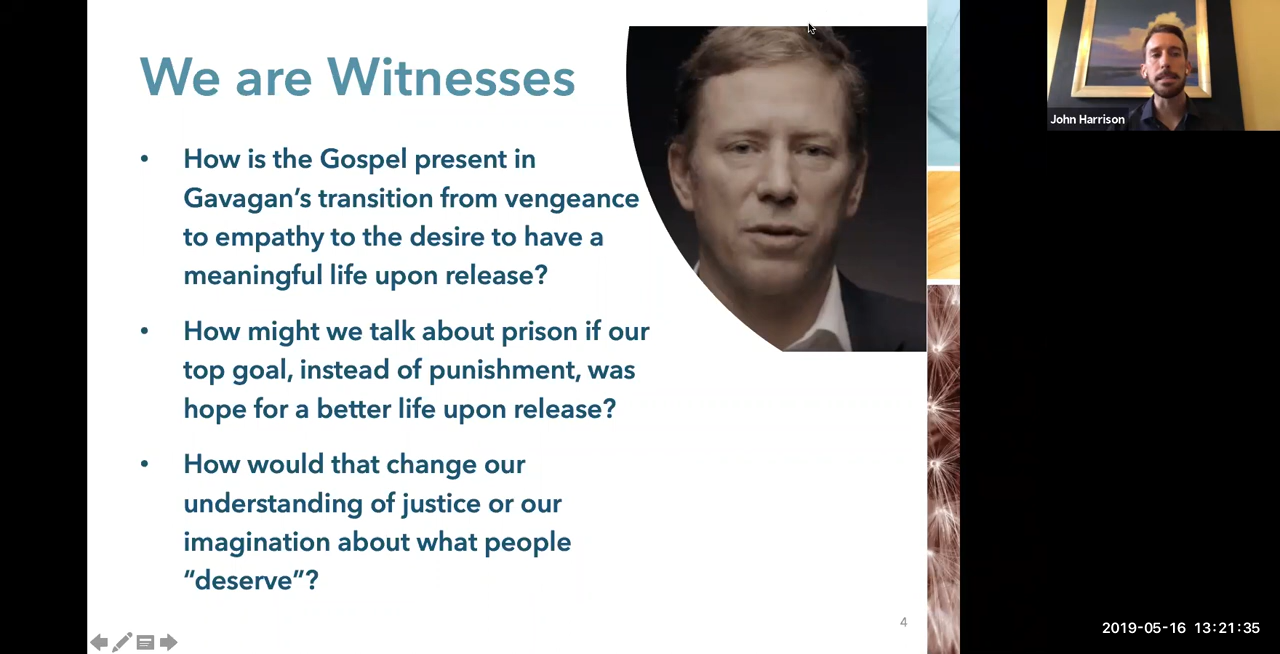 We are Witnesses
• How is the Gospel present in
Gavagan’s transition from vengeance
to empathy to the desire to have a
meaningful life upon release?
• How might we talk about prison if our
top goal, instead of punishment, was
hope for a better life upon release?
• How would that change our
understanding of justice or our
imagination about what people
“deserve”?
4
John Harrison
2019-05-16 13:21:35